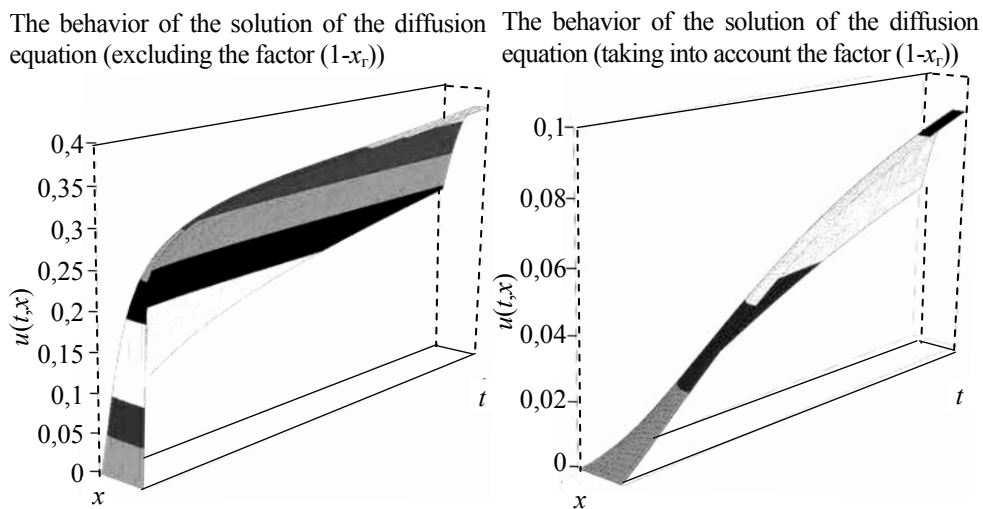 The behavior of the solution of the diffusion
equation (excluding the factor (1-xг))
0,4
0,35
0,3
0,25
0,2
0,15
0,1
0,05
0
u(t,x)
x
t
The behavior of the solution of the diffusion
equation (taking into account the factor (1-xг))
0,1
0,08
0,06
0,04
0,02
0
u(t,x)
x
t